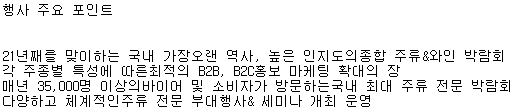 행사 주요 포인트
21년째를 맞이하는 국내 가장오랜 역사, 높은 인지도의종합 주류&와인 박람회
각 주종별 특성에 따른최적의 B2B, B2C홍보 마케팅 확대의 장
매년 35,000명 이상의바이어 및 소비자가 방문하는국내 최대 주류 전문 박람회
다양하고 체계적인주류 전문 부대행사& 세미나 개최 운영